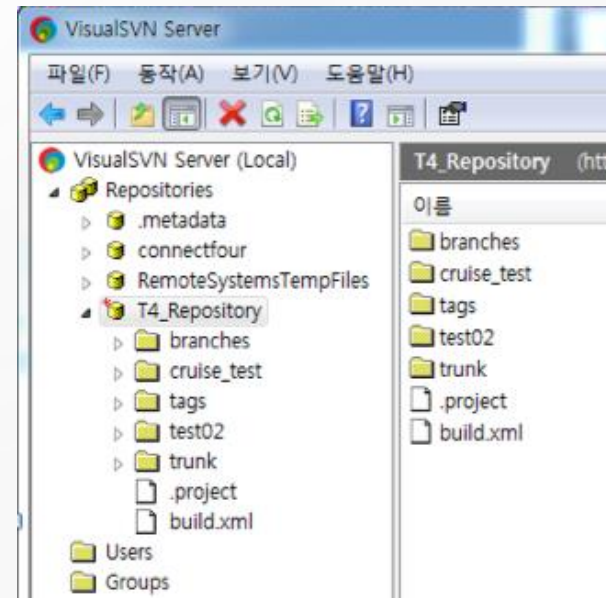 VisualSVN Server
파일(F) 동작(A) 보기(V) 도움말(H)
VisualSVN Server (Local)
Repositories
.metadata
connectfour
RemoteSystemsTempFiles
T4_Repository
branches
cruise_test
tags
test02
trunk
.project
build.xml
Users
Groups
T4_Repository (htt
이름
branches
cruise_test
tags
test02
trunk
.project
build.xml